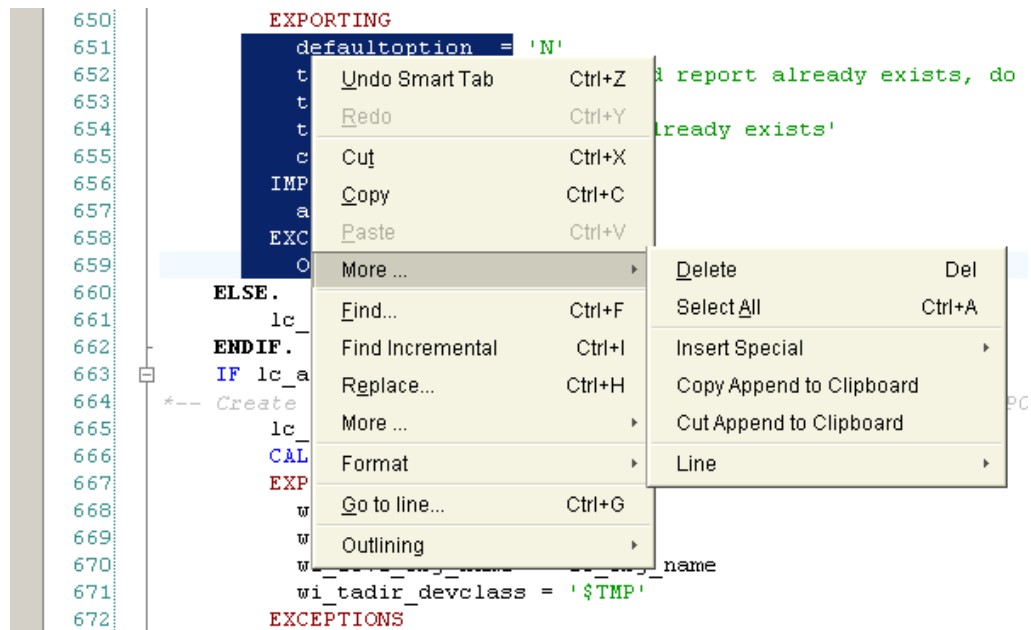 650 EXPORTING
651 defaultoption = 'N'
652 t d report already exists, do
653 t
654 t lready exists'
655 c
656 IMP
657 a
658 EXC
659 O
660 ELSE.
661 lc_
662 ENDIF.
663 IF lc_a
664 *-- Create PO
665 lc_
666 CAL
667 EXP
668 w
669 w
670 name
671 wi_tadir_devclass = '$TMP'
672 EXCEPTIONS
Undo Smart Tab Ctrl+Z
Redo Ctrl+Y
Cut Ctrl+X
Copy Ctrl+C
Paste Ctrl+V
More ...
Find... Ctrl+F
Find Incremental Ctrl+I
Replace... Ctrl+H
More ...
Format
Go to line... Ctrl+G
Outlining
Delete Del
Select All Ctrl+A
Insert Special
Copy Append to Clipboard
Cut Append to Clipboard
Line